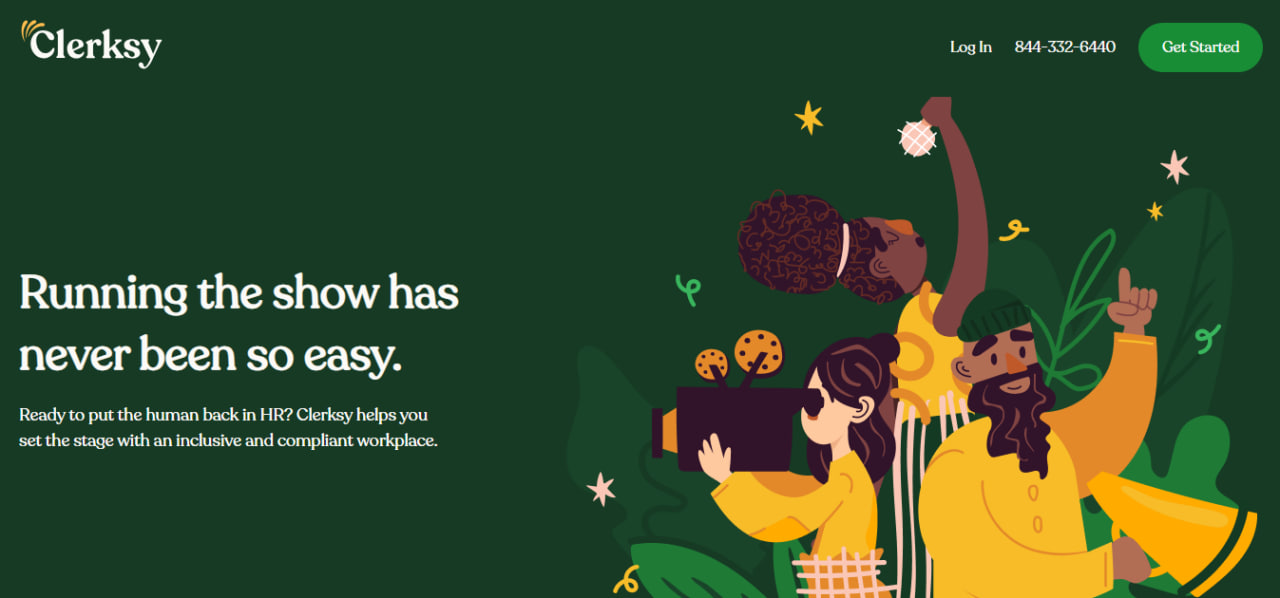 Clerksy
Log In
844-332-6440
Get Started
Running the show has
never been so easy.
Ready to put the human back in HR? Clerksy helps you
set the stage with an inclusive and compliant workplace.